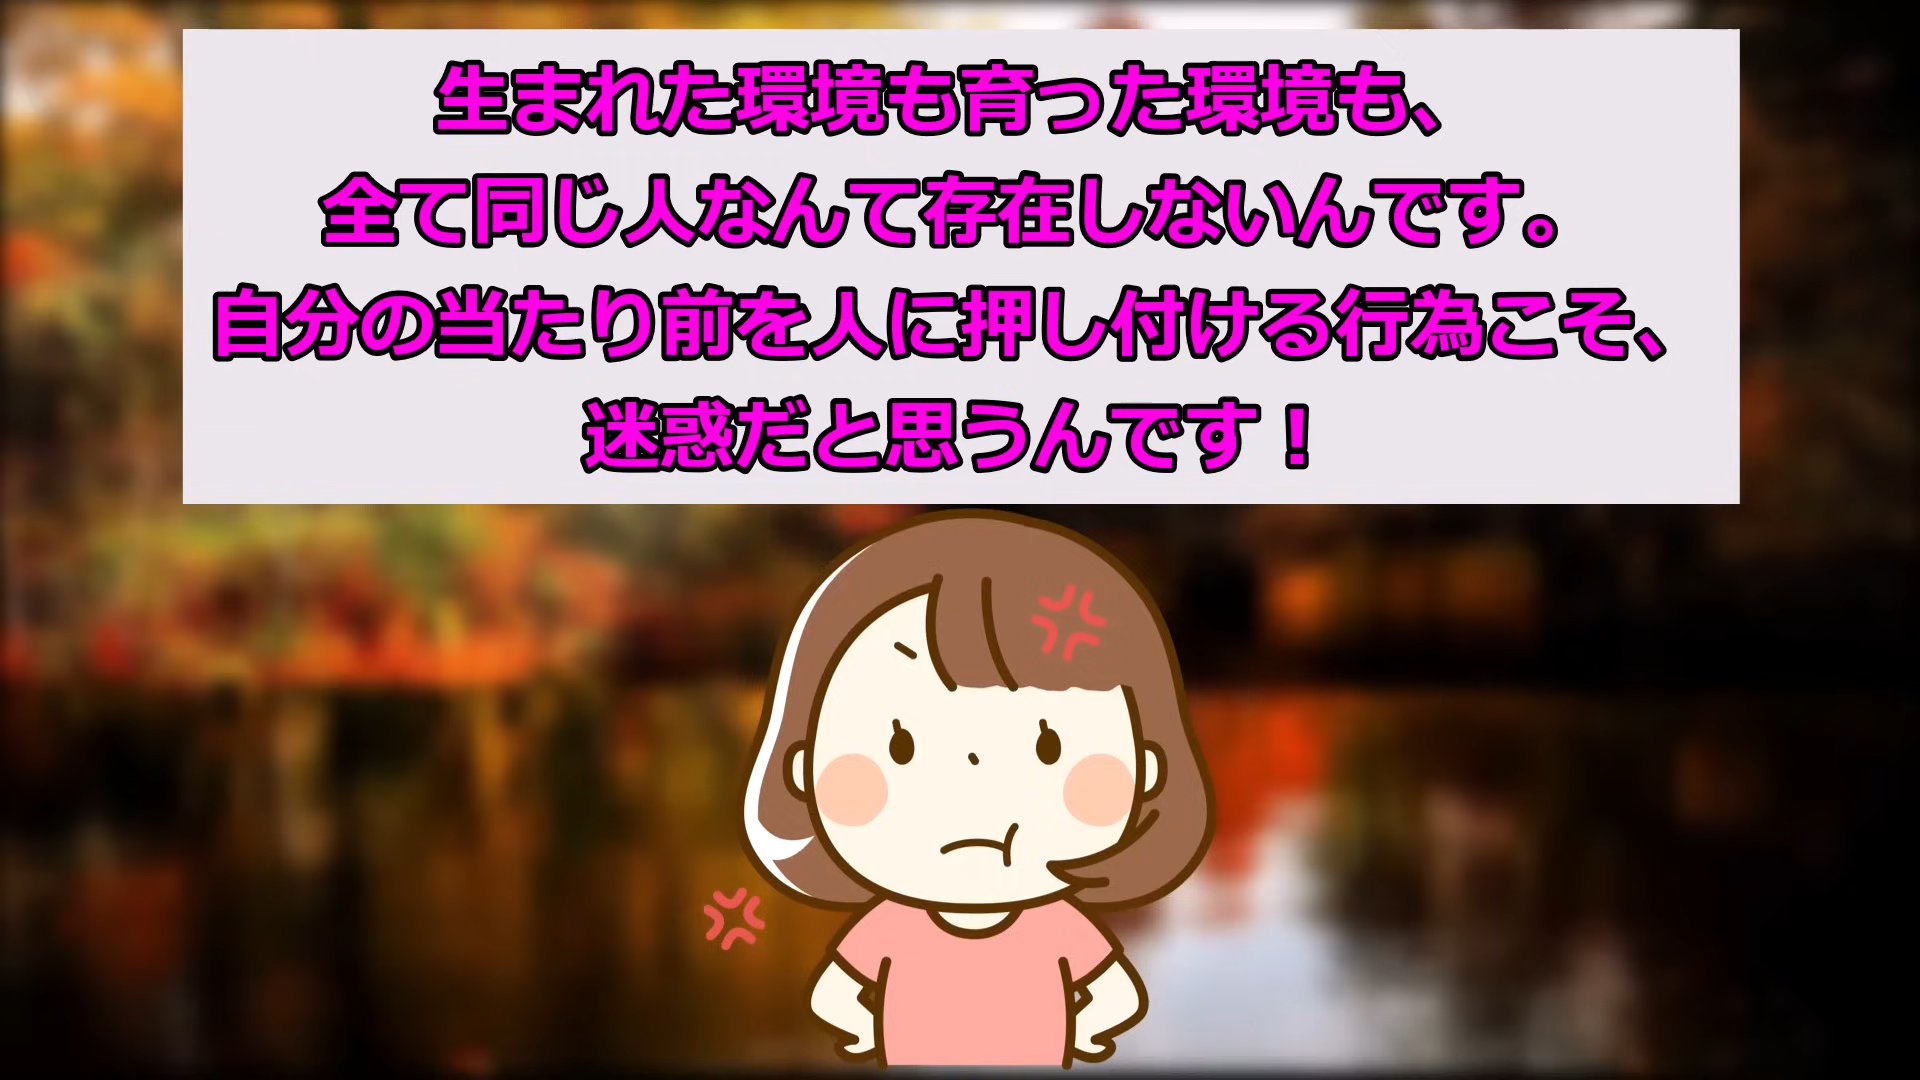 生まれた環境も育った環境も、
全て同じ人なんて存在しないんです。
自分の当たり前を人に押し付ける行為こそ、
迷惑だと思うんです！